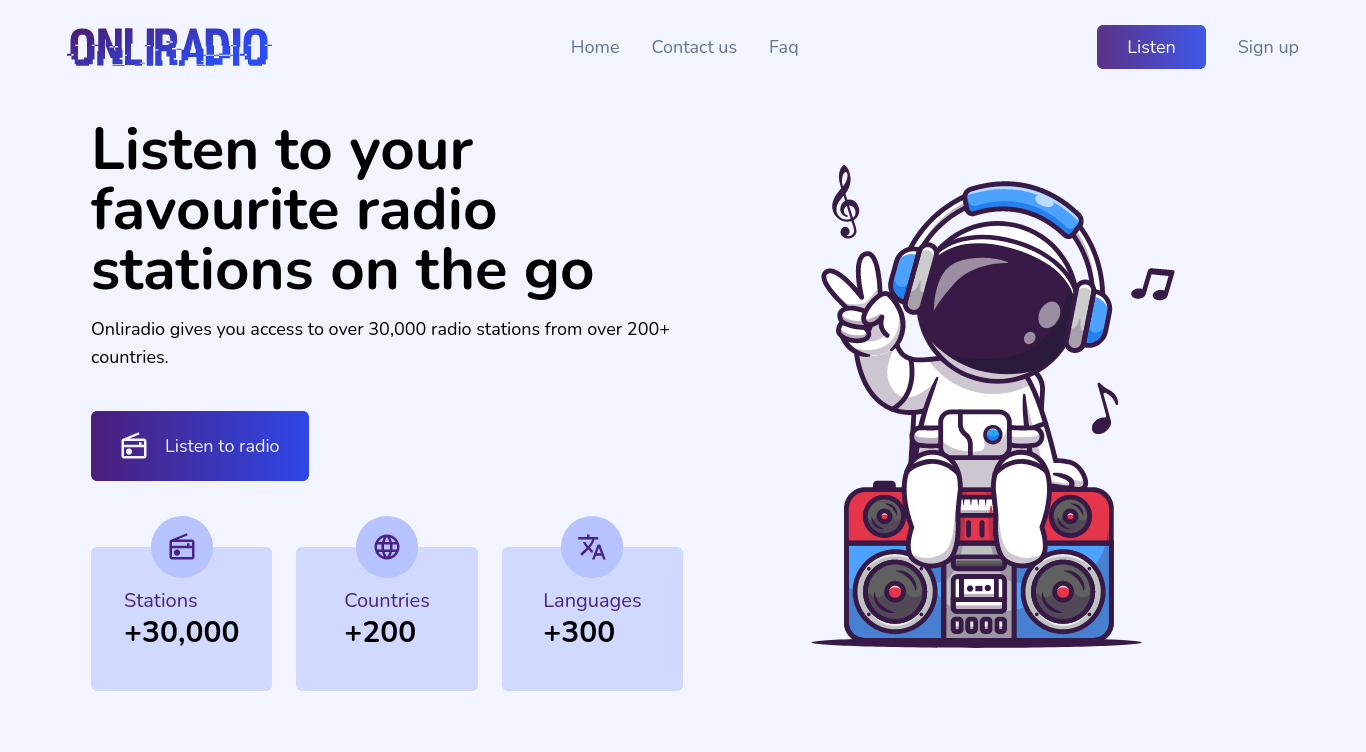 ONLIRADIO
Home Contact us Faq
Listen Sign up
Listen to your
favourite radio
stations on the go
Onliradio gives you access to over 30,000 radio stations from over 200+
countries.
Listen to radio
Stations
+30,000
Countries
+200
Languages
+300